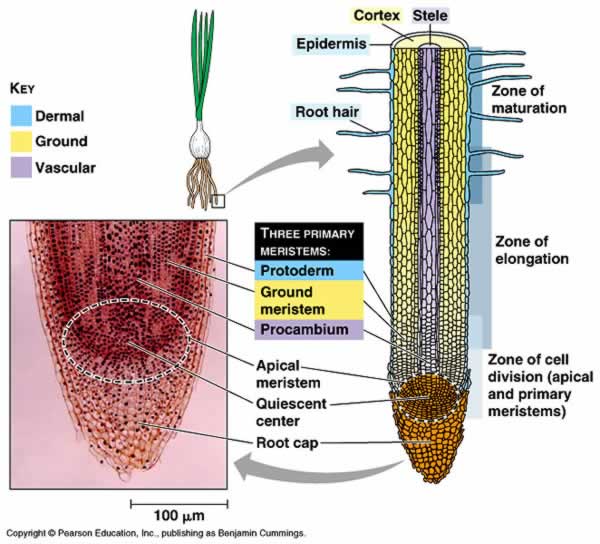 Cortex Stele
Epidermis
KEY
Dermal
Ground
Vascular
Root hair
Zone of
maturation
THREE PRIMARY
MERISTEMS:
Protoderm
Ground
meristem
Procambium
Zone of
elongation
Apical
meristem
Quiescent
center
Root cap
Zone of cell
division (apical
and primary
meristems)
100 μm
Copyright © Pearson Education, Inc., publishing as Benjamin Cummings.